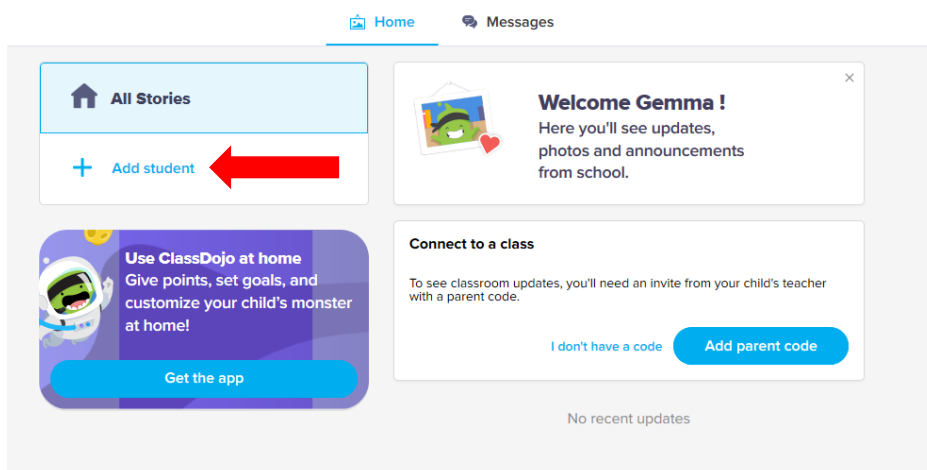 Home
Messages
All Stories
Add student
Use ClassDojo at home
Give points, set goals, and
customize your child's monster
at home!
Get the app
Welcome Gemma !
Here you'll see updates,
photos and announcements
from school.
Connect to a class
To see classroom updates, you'll need an invite from your child's teacher
with a parent code.
I don't have a code
Add parent code
No recent updates